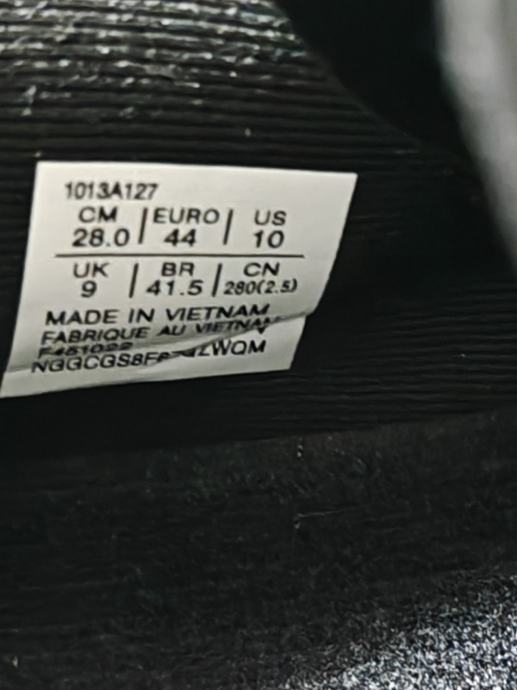 1013A127
CM | EURO | US
28.0 | 44 | 10
UK | BR | CN
9 | 41.5 | 280(2.5)
MADE IN VIETNAM
FABRIQUE AU VIETNAM